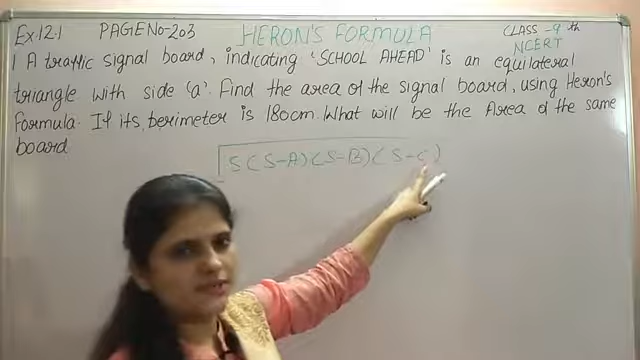 Ex:12.1 PAGE No-203 HERON'S FORMULA CLASS-9th
NCERT
1 A traffic signal board, indicating 'SCHOOL AHEAD' is an equilateral
triangle with side 'a'. Find the area of the signal board, using Heron's
Formula. If its perimeter is 180cm. What will be the Area of the same
board
√S(S-A)(S-B)(S-C)